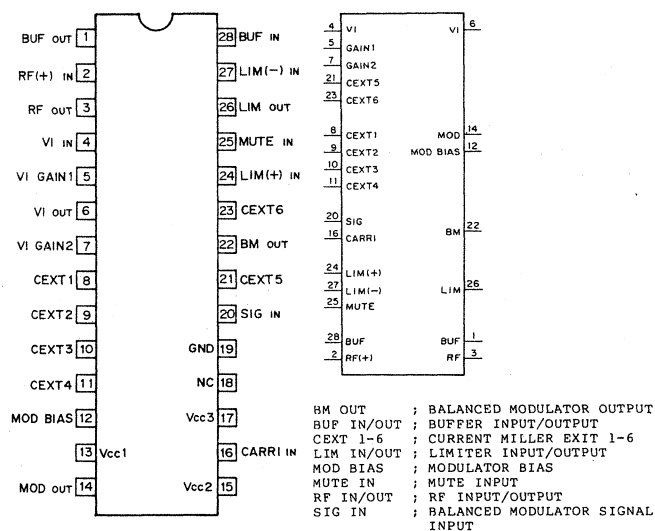 BUF OUT 1
RF(+) IN 2
RF OUT 3
VI IN 4
VI GAIN1 5
VI OUT 6
VI GAIN2 7
CEXT1 8
CEXT2 9
CEXT3 10
CEXT4 11
MOD BIAS 12
13 Vcc1
MOD OUT 14
28 BUF IN
27 LIM(-) IN
26 LIM OUT
25 MUTE IN
24 LIM(+) IN
23 CEXT6
22 BM OUT
21 CEXT5
20 SIG IN
GND 19
NC 18
Vcc3 17
16 CARRI IN
Vcc2 15
4 VI VI 6
5 GAIN1
7 GAIN2
21 CEXT5
23 CEXT6
8 CEXT1 MOD 14
9 CEXT2 MOD BIAS 12
10 CEXT3
11 CEXT4
20 SIG
16 CARRI BM 22
24 LIM(+)
27 LIM(-) LIM 26
25 MUTE
28 BUF BUF 1
2 RF(+) RF 3
BM OUT ; BALANCED MODULATOR OUTPUT
BUF IN/OUT ; BUFFER INPUT/OUTPUT
CEXT 1-6 ; CURRENT MILLER EXIT 1-6
LIM IN/OUT ; LIMITER INPUT/OUTPUT
MOD BIAS ; MODULATOR BIAS
MUTE IN ; MUTE INPUT
RF IN/OUT ; RF INPUT/OUTPUT
SIG IN ; BALANCED MODULATOR SIGNAL
INPUT